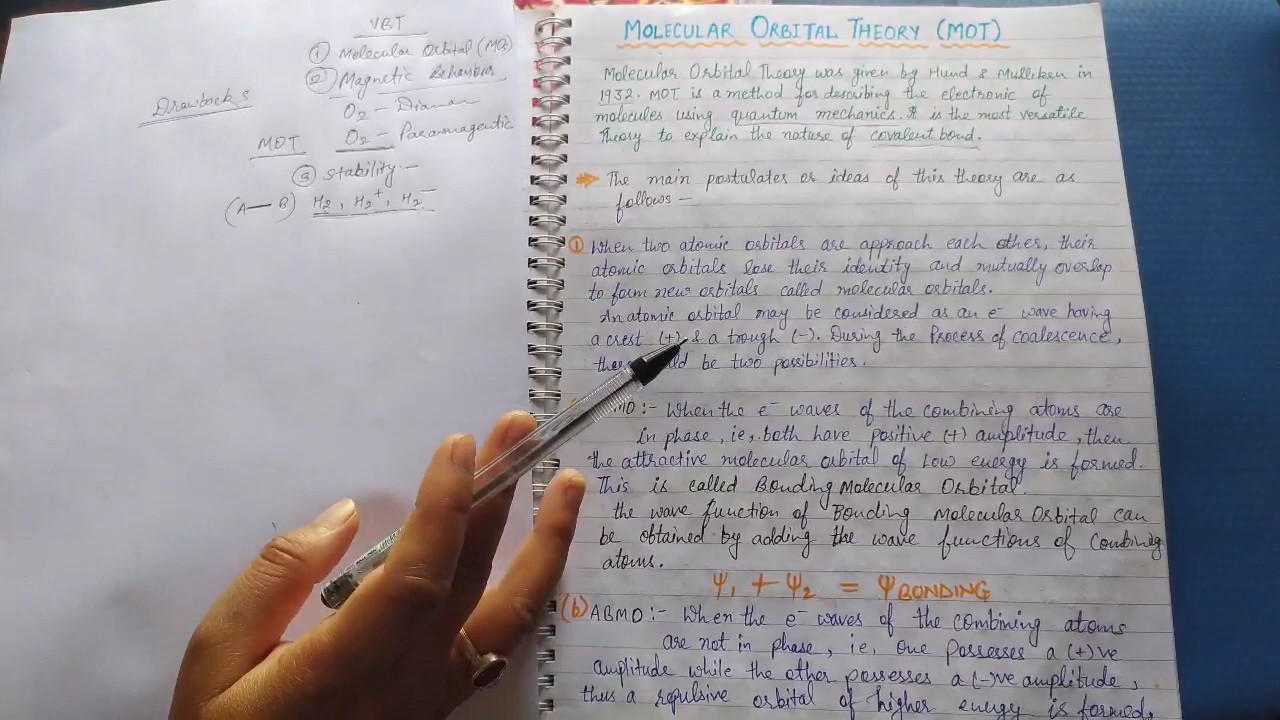 VBT
① Molecular Orbital (MO)
② Magnetic Behaviour
Drawbacks
O2 - Diaman
O2 - Paramagentic
MOT
③ Stability :-
(A — B) H2, H2+, H2-
MOLECULAR ORBITAL THEORY (MOT)
Molecular Orbital Theory was given by Hund & Mulliken in
1932. MOT is a method for describing the electronic of
molecules using quantum mechanics. It is the most versatile
Theory to explain the nature of covalent bond.
The main postulates or ideas of this theory are as
follows -
① When two atomic orbitals are approach each other, their
atomic orbitals lose their identity and mutually overlap
to form new orbitals called molecular orbitals.
An atomic orbital may be considered as an e- wave having
a crest (+) & a trough (-). During the Process of coalescence,
be two possibilities.
MO :- When the e- waves of the combining atoms are
in phase, ie, both have positive (+) amplitude, then
the attractive molecular orbital of Low energy is formed.
This is called Bonding Molecular Orbital.
the wave function of Bonding Molecular Orbital can
be obtained by adding the wave functions of Combining
atoms.
Ψ1 + Ψ2 = Ψ BONDING
(b) ABMO :- When the e- waves of the combining atoms
are not in phase, ie, one possesses a (+)ve
amplitude while the other possesses a (-)ve amplitude,
thus a repulsive orbital of higher energy is formed.